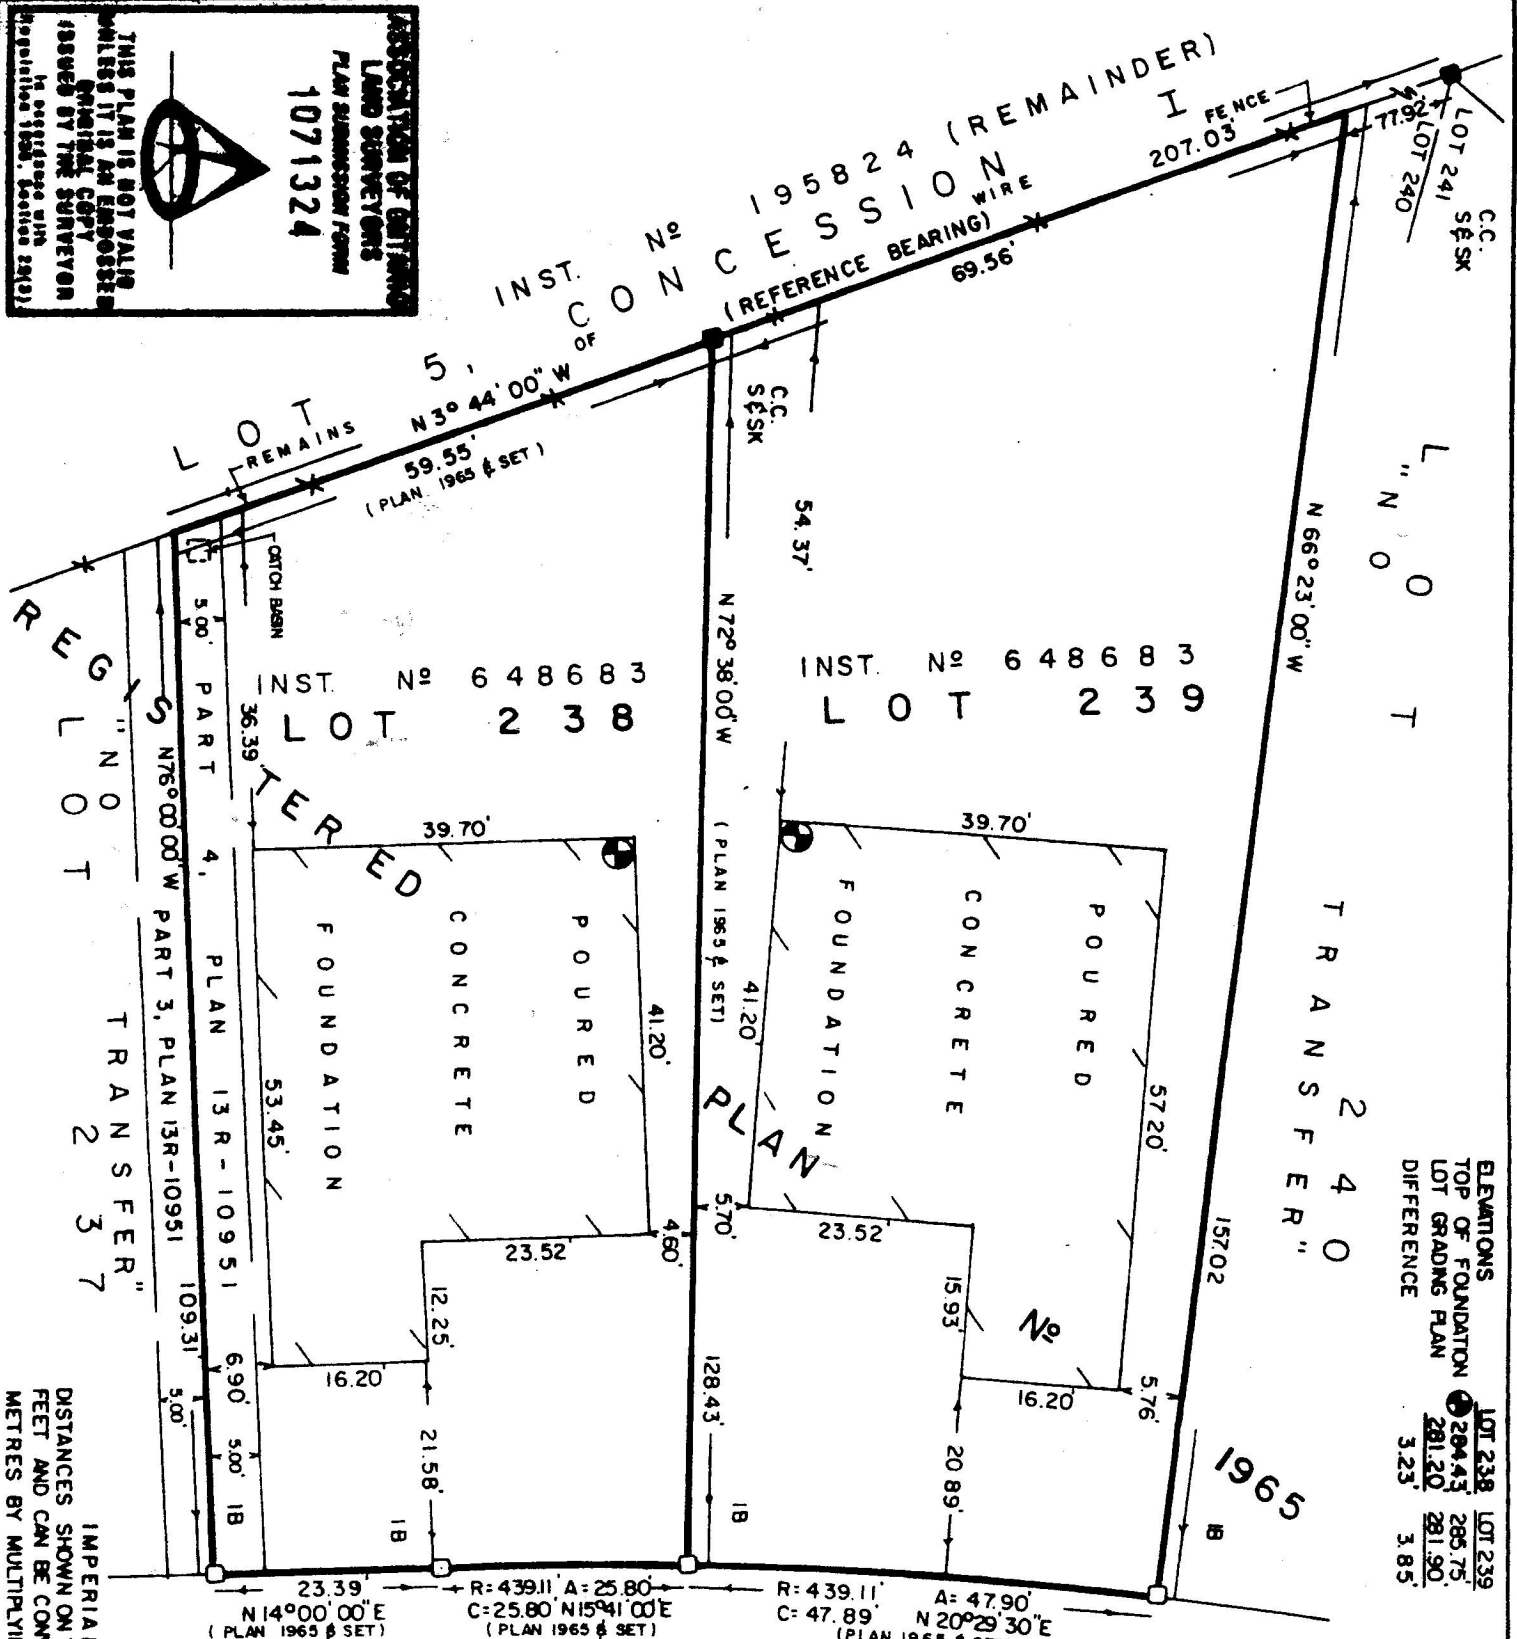 ASSOCIATION OF ONTARIO
LAND SURVEYORS
PLAN SUBMISSION FORM
1071324
THIS PLAN IS NOT VALID
UNLESS IT IS AN EMBOSSED
ORIGINAL COPY
ISSUED BY THE SURVEYOR
In accordance with
Regulation 1026, Section 29(3)
INST. Nº 195824 (REMAINDER)
LOT 5, CONCESSION I
OF
(REFERENCE BEARING)
WIRE
FENCE
207.03'
77.92'
LOT 241
LOT 240
C.C.
S&SK
69.56'
N 3° 44' 00" W
REMAINS
59.55'
(PLAN 1965 & SET)
C.C.
S&SK
54.37'
CATCH BASIN
5.00'
PART 4, PLAN 13R-10951
36.39'
INST. Nº 648683
LOT 238
INST. Nº 648683
LOT 239
N 72° 38' 00" W (PLAN 1965 & SET)
128.43'
N 66° 23' 00" W
157.02
LOT 240
"NO TRANSFER"
REGISTERED PLAN Nº 1965
LOT 237
"NO TRANSFER"
N76° 00' 00" W
109.31'
PART 3, PLAN 13R-10951
39.70'
POURED
CONCRETE
FOUNDATION
41.20'
53.45'
23.52'
4.60'
12.25'
16.20'
21.58'
6.90'
5.00'
5.00'
IB
IB
39.70'
POURED
CONCRETE
FOUNDATION
41.20'
57.20'
5.70'
23.52'
15.93'
16.20'
5.76'
20.89'
IB
IB
ELEVATIONS LOT 238 LOT 239
TOP OF FOUNDATION 284.43' 285.75'
LOT GRADING PLAN 281.20' 281.90'
DIFFERENCE 3.23' 3.85'
23.39
N 14° 00' 00" E
(PLAN 1965 & SET)
R: 439.11' A: 25.80'
C=25.80' N15° 41' 00" E
(PLAN 1965 & SET)
R: 439.11' A: 47.90'
C: 47.89' N 20° 29' 30" E
IMPERIAL
DISTANCES SHOWN ON
FEET AND CAN BE CON
METRES BY MULTIPLYI